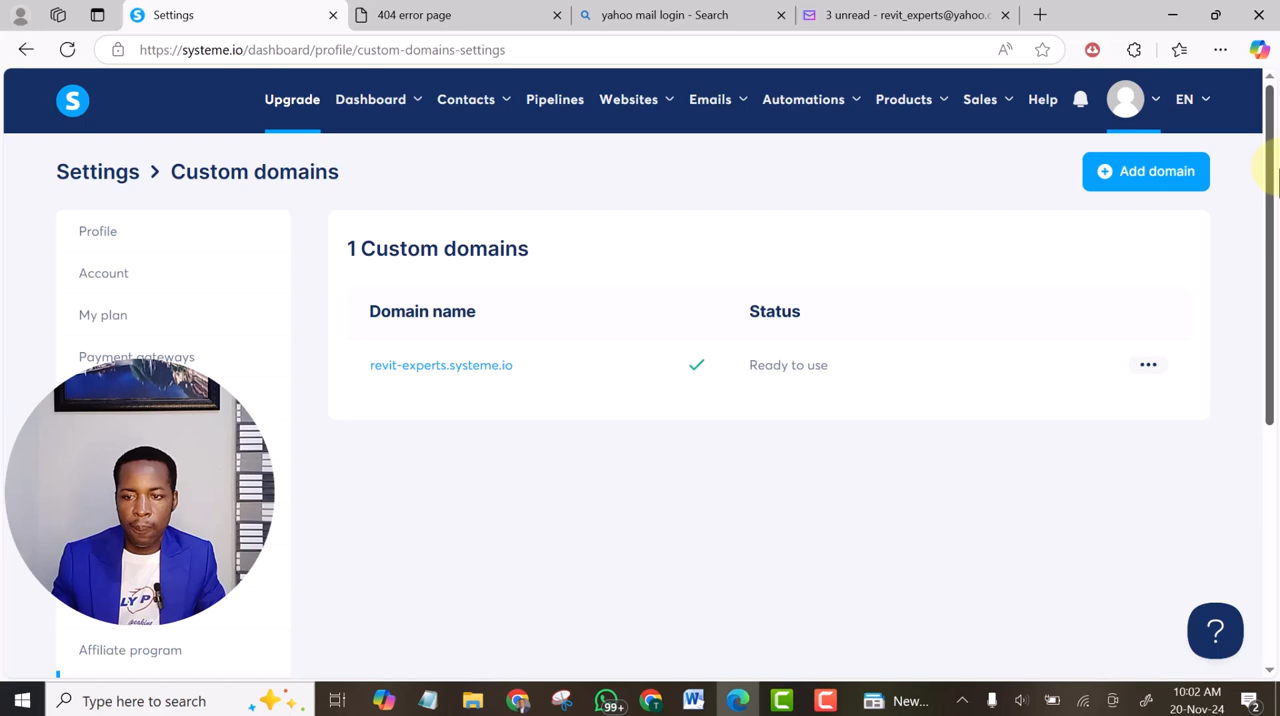 Settings
404 error page
yahoo mail login - Search
3 unread - revit_experts@yahoo.c
https://systeme.io/dashboard/profile/custom-domains-settings
S
Upgrade
Dashboard
Contacts
Pipelines
Websites
Emails
Automations
Products
Sales
Help
EN
Settings > Custom domains
Add domain
Profile
Account
My plan
Payment gateways
Affiliate program
1 Custom domains
Domain name
Status
revit-experts.systeme.io
Ready to use
LY P
speaking
?
Type here to search
99+
New...
10:02 AM
20-Nov-24
2